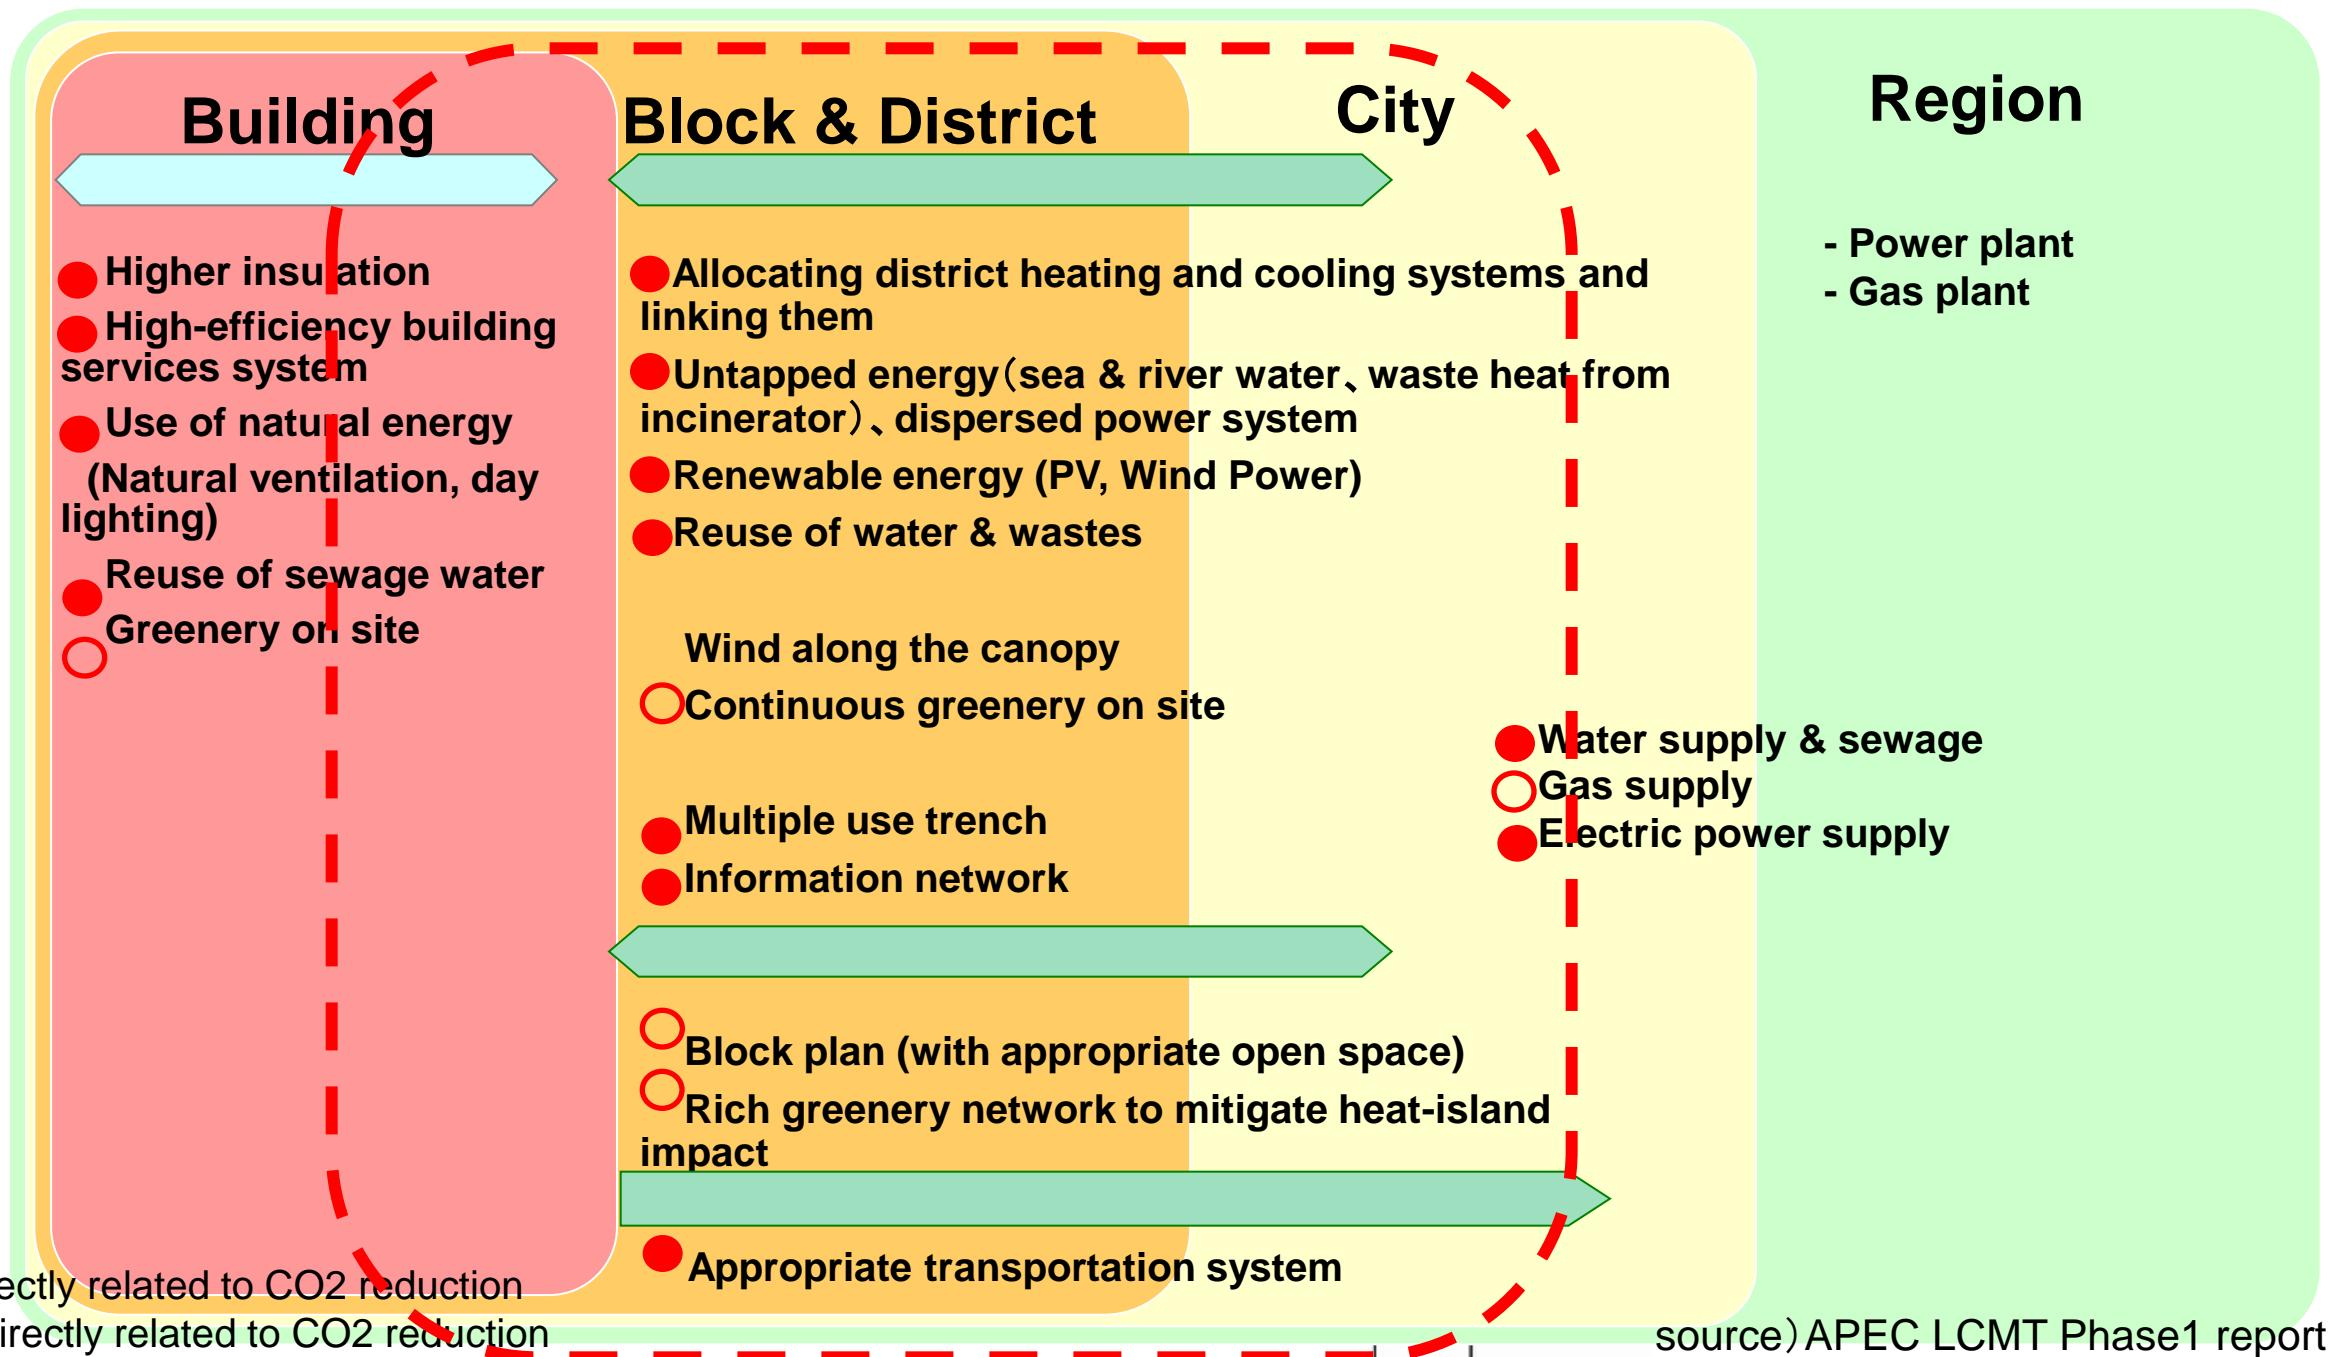 Building
Higher insulation
High-efficiency building
services system
Use of natural energy
(Natural ventilation, day
lighting)
Reuse of sewage water
Greenery on site
Block & District
City
Allocating district heating and cooling systems and
linking them
Untapped energy（sea & river water、waste heat from
incinerator）、dispersed power system
Renewable energy (PV, Wind Power)
Reuse of water & wastes
Wind along the canopy
Continuous greenery on site
Multiple use trench
Information network
Block plan (with appropriate open space)
Rich greenery network to mitigate heat-island
impact
Appropriate transportation system
Water supply & sewage
Gas supply
Electric power supply
Region
- Power plant
- Gas plant
ectly related to CO2 reduction
irectly related to CO2 reduction
source）APEC LCMT Phase1 report